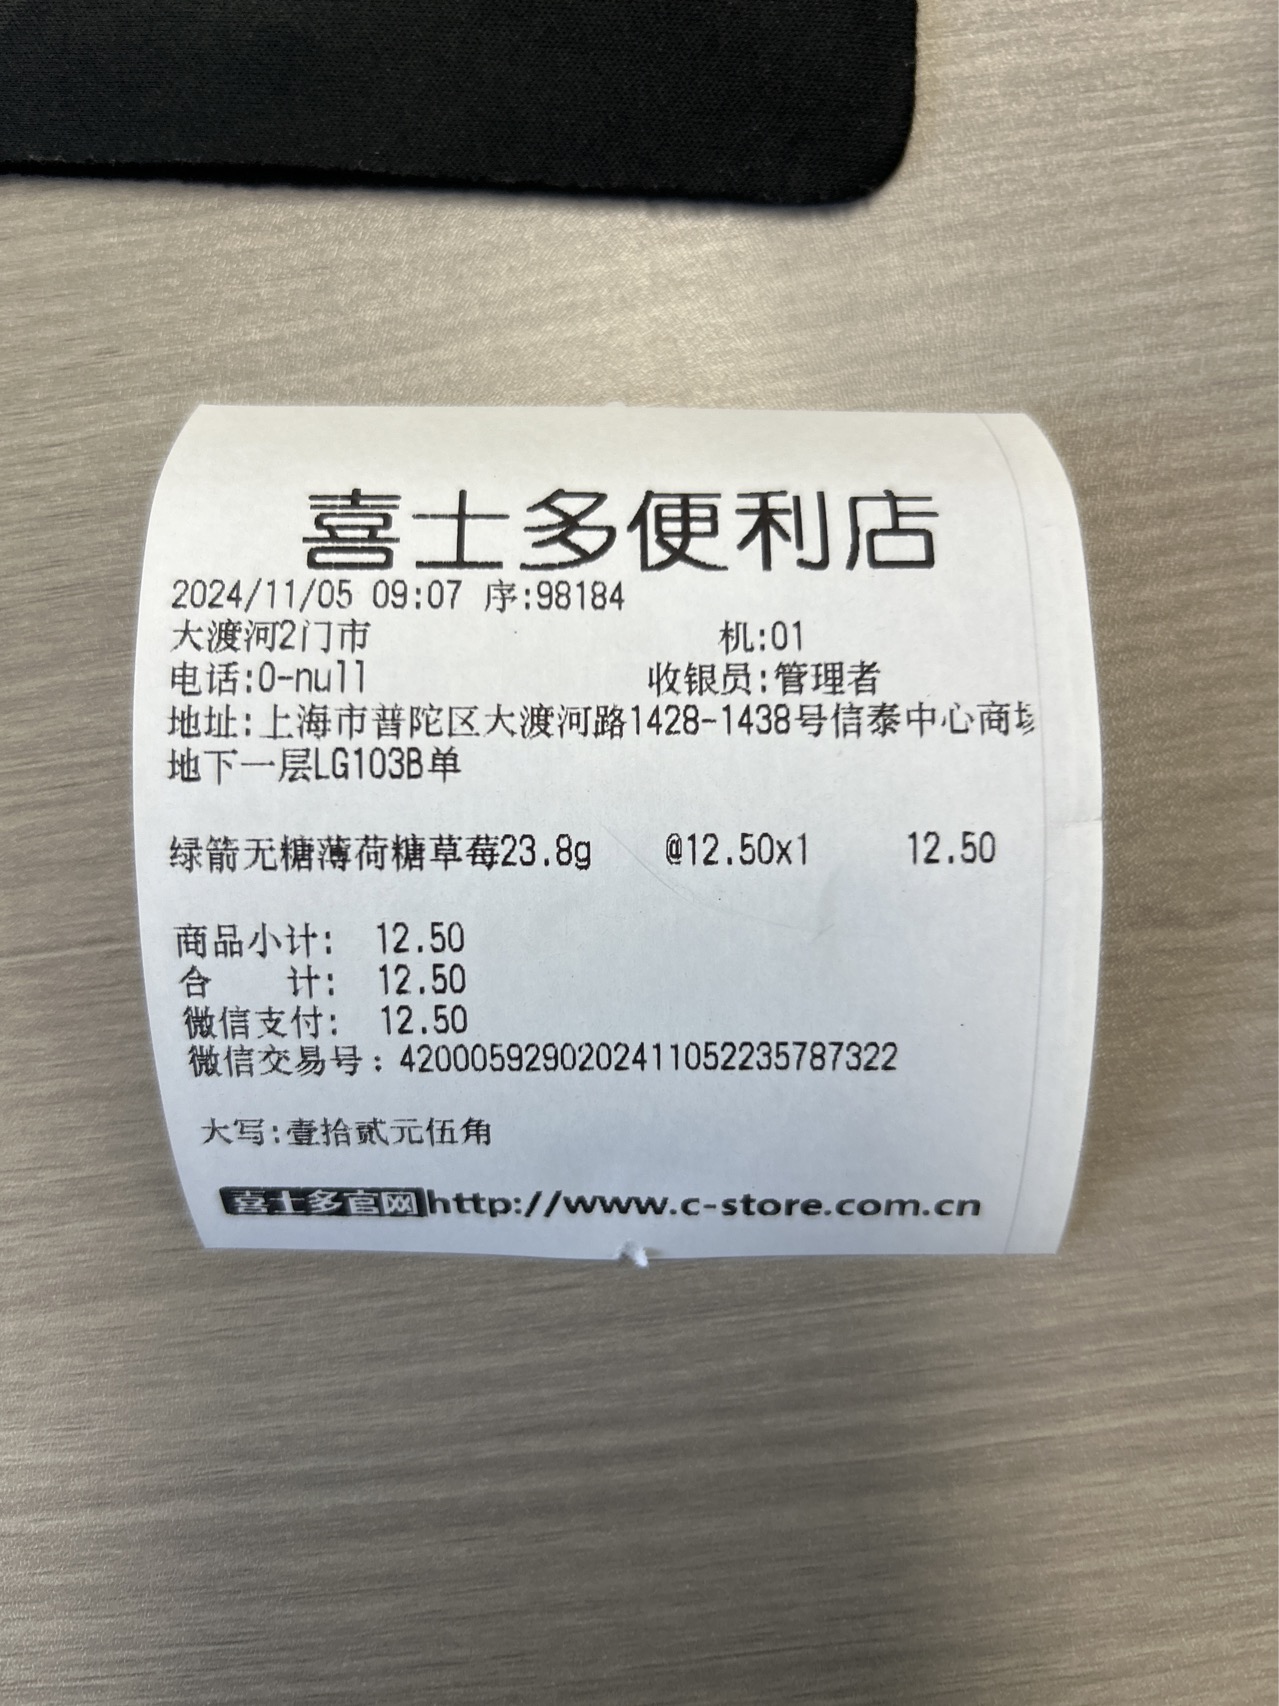 喜士多便利店
2024/11/05 09:07 序:98184
大渡河2门市 机:01
电话:0-null 收银员:管理者
地址:上海市普陀区大渡河路1428-1438号信泰中心商场
地下一层LG103B单
绿箭无糖薄荷糖草莓23.8g @12.50x1 12.50
商品小计: 12.50
合 计: 12.50
微信支付: 12.50
微信交易号: 4200059290202411052235787322
大写:壹拾贰元伍角
喜士多官网http://www.c-store.com.cn